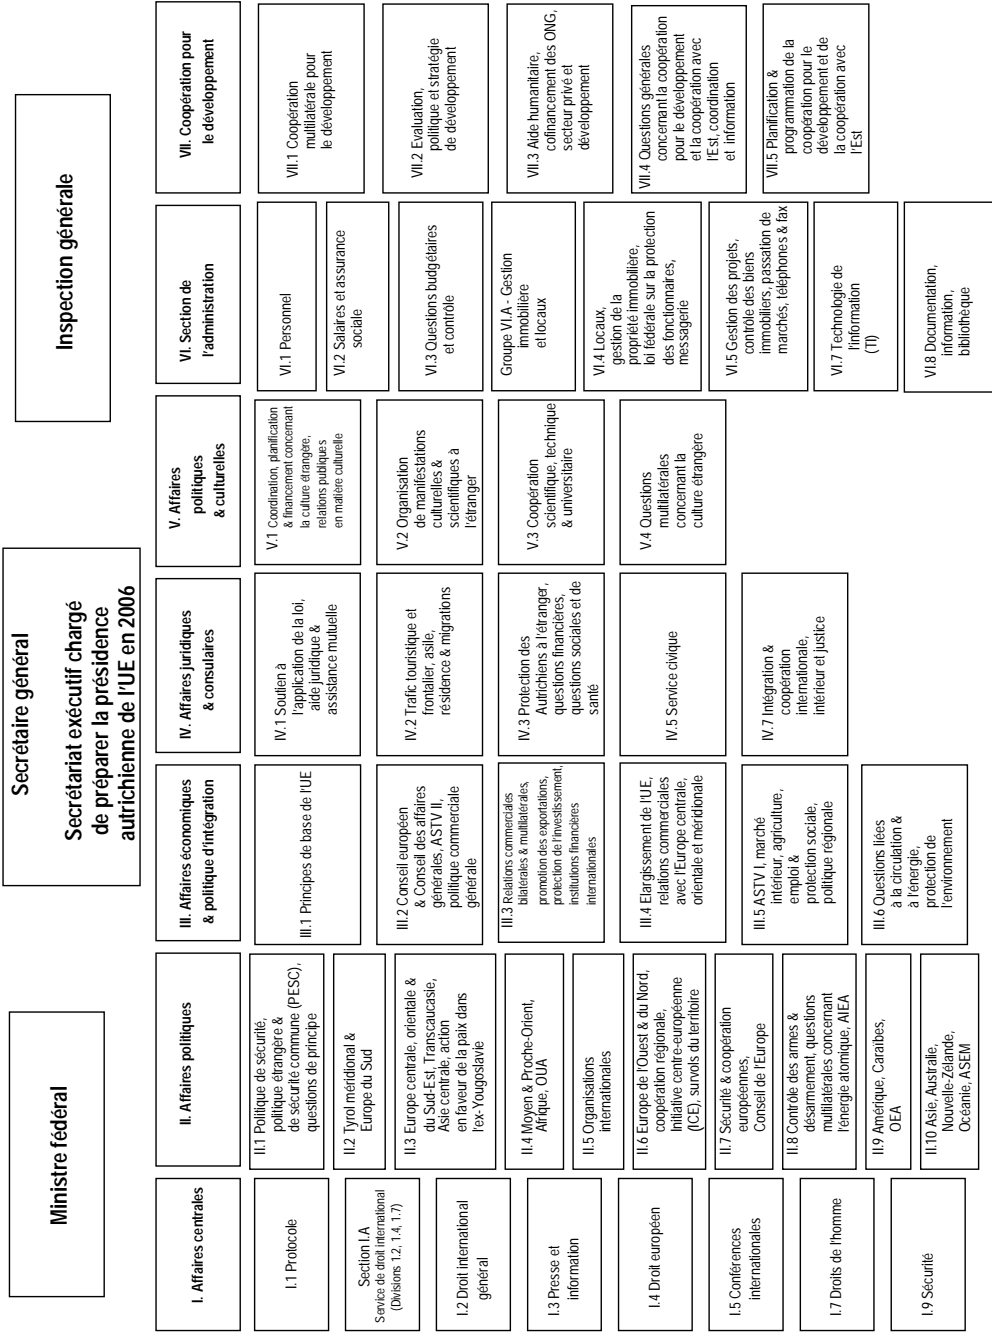 Ministre fédéral
Secrétaire général
Secrétariat exécutif chargé
de préparer la présidence
autrichienne de l'UE en 2006
Inspection générale
I. Affaires centrales
I.1 Protocole
Section I.A
Service de droit international
(Divisions 1.2, 1.4, 1.7)
I.2 Droit international
général
I.3 Presse et
information
I.4 Droit européen
I.5 Conférences
internationales
I.7 Droits de l'homme
I.9 Sécurité
II. Affaires politiques
II.1 Politique de sécurité,
politique étrangère &
de sécurité commune (PESC),
questions de principe
II.2 Tyrol méridional &
Europe du Sud
II.3 Europe centrale, orientale &
du Sud-Est, Transcaucasie,
Asie centrale, action
en faveur de la paix dans
l'ex-Yougoslavie
II.4 Moyen & Proche-Orient,
Afrique, OUA
II.5 Organisations
internationales
II.6 Europe de l'Ouest & du Nord,
coopération régionale,
Initiative centre-européenne
(ICE), survols du territoire
II.7 Sécurité & coopération
européennes,
Conseil de l'Europe
II.8 Contrôle des armes &
désarmement, questions
multilatérales concernant
l'énergie atomique, AIEA
II.9 Amérique, Caraïbes,
OEA
II.10 Asie, Australie,
Nouvelle-Zélande,
Océanie, ASEM
III. Affaires économiques
& politique d'intégration
III.1 Principes de base de l'UE
III.2 Conseil européen
& Conseil des affaires
générales, ASTV II,
politique commerciale
générale
III.3 Relations commerciales
bilatérales & multilatérales,
promotion des exportations,
protection de l'investissement,
institutions financières
internationales
III.4 Elargissement de l'UE,
relations commerciales
avec l'Europe centrale,
orientale et méridionale
III.5 ASTV I, marché
intérieur, agriculture,
emploi &
protection sociale,
politique régionale
III.6 Questions liées
à la circulation &
à l'énergie,
protection de
l'environnement
IV. Affaires juridiques
& consulaires
IV.1 Soutien à
l'application de la loi,
aide juridique &
assistance mutuelle
IV.2 Trafic touristique et
frontalier, asile,
résidence & migrations
IV.3 Protection des
Autrichiens à l'étranger,
questions financières,
questions sociales et de
santé
IV.5 Service civique
IV.7 Intégration &
coopération
internationale,
intérieur et justice
V. Affaires
politiques
& culturelles
V.1 Coordination, planification
& financement concernant
la culture étrangère,
relations publiques
en matière culturelle
V.2 Organisation
de manifestations
culturelles &
scientifiques à
l'étranger
V.3 Coopération
scientifique, technique
& universitaire
V.4 Questions
multilatérales
concernant la
culture étrangère
VI. Section de
l'administration
VI.1 Personnel
VI.2 Salaires et assurance
sociale
VI.3 Questions budgétaires
et contrôle
Groupe VI.A - Gestion
immobilière
et locaux
VI.4 Locaux,
gestion de la
propriété immobilière,
loi fédérale sur la protection
des fonctionnaires,
messagerie
VI.5 Gestion des projets,
contrôle des biens
immobiliers, passation de
marchés, téléphones & fax
VI.7 Technologie de
l'information
(TI)
VI.8 Documentation,
information,
bibliothèque
VII. Coopération pour
le développement
VII.1 Coopération
multilatérale pour
le développement
VII.2 Evaluation,
politique et stratégie
de développement
VII.3 Aide humanitaire,
cofinancement des ONG,
secteur privé et
développement
VII.4 Questions générales
concernant la coopération
pour le développement
et la coopération avec
l'Est, coordination
et information
VII.5 Planification &
programmation de la
coopération pour le
développement et de
la coopération avec
l'Est